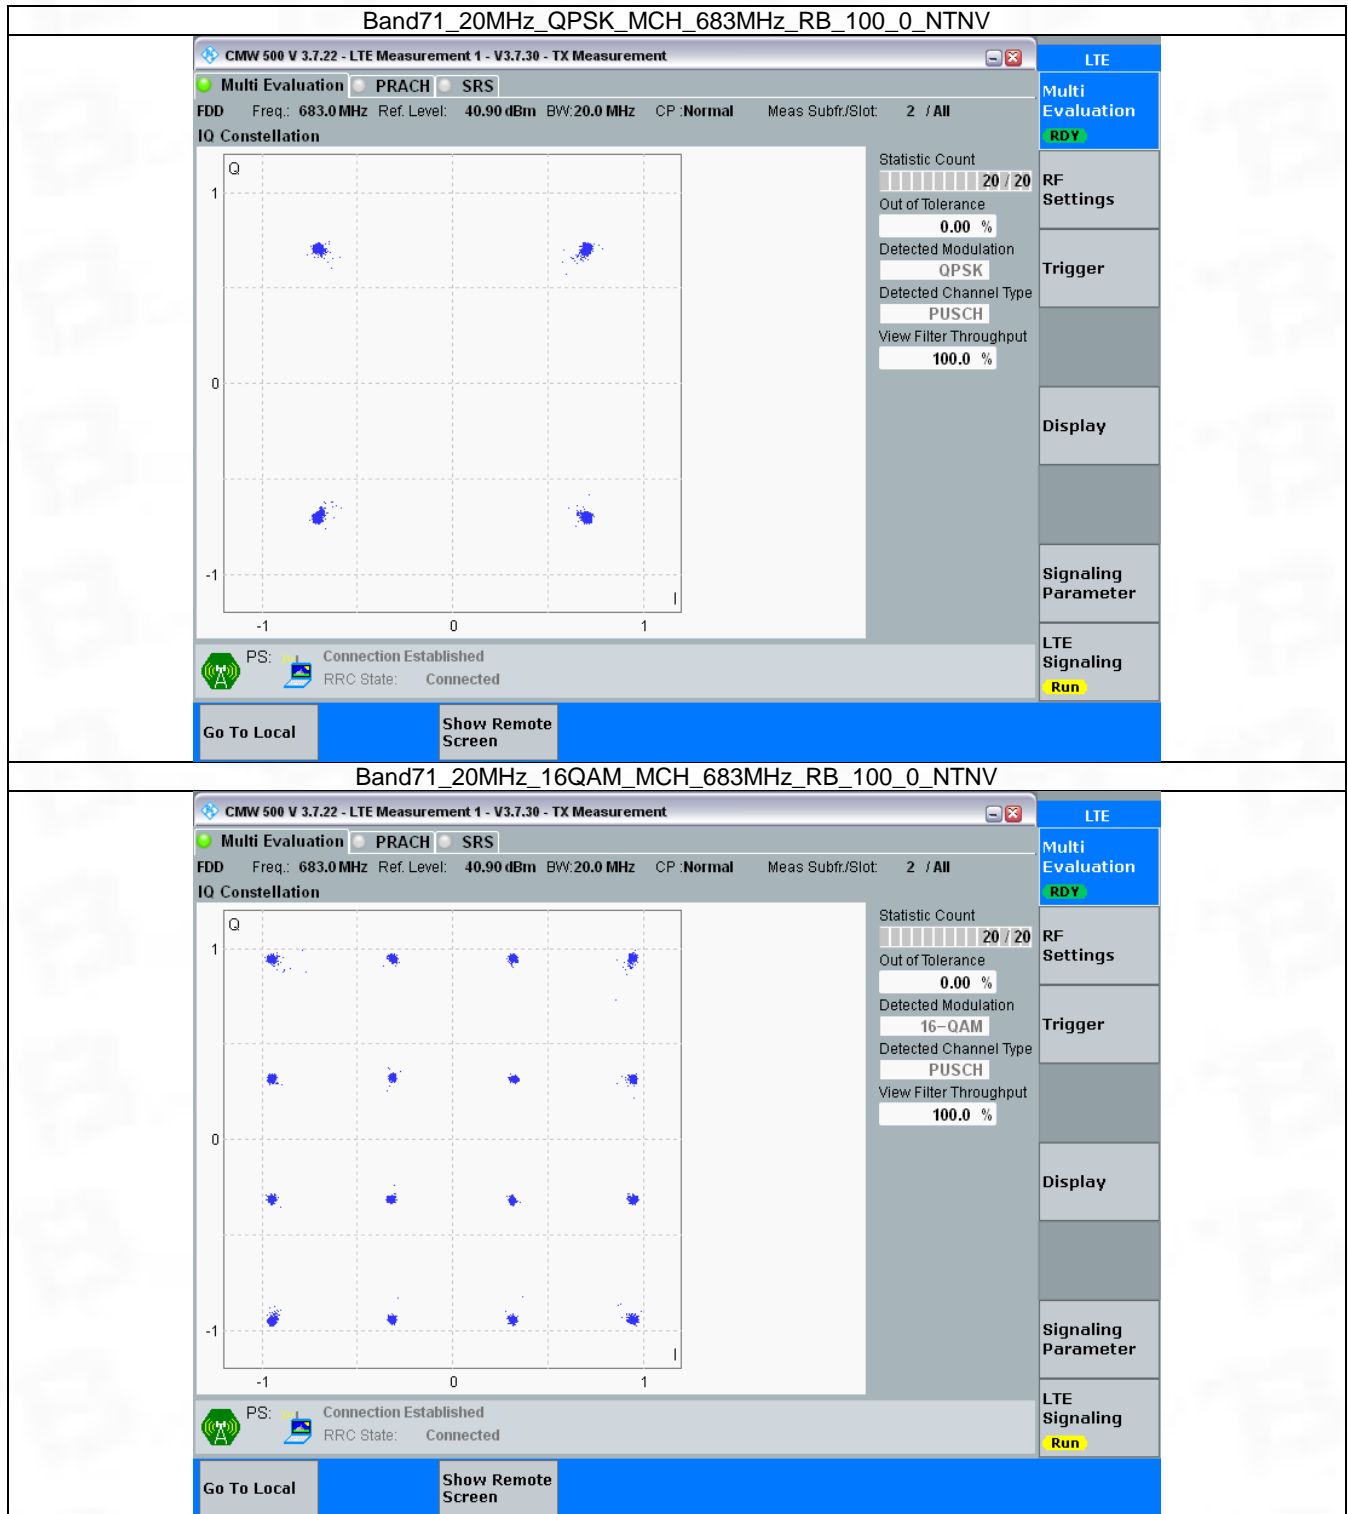 Band71_20MHz_QPSK_MCH_683MHz_RB_100_0_NTNV
CMW 500 V 3.7.22 - LTE Measurement 1 - V3.7.30 - TX Measurement
LTE
Multi Evaluation PRACH SRS
FDD Freq.: 683.0 MHz Ref. Level: 40.90 dBm BW: 20.0 MHz CP : Normal Meas Subfr./Slot: 2 / All
IQ Constellation
Q
1
0
-1
I
-1 0 1
Statistic Count
20 / 20
Out of Tolerance
0.00 %
Detected Modulation
QPSK
Detected Channel Type
PUSCH
View Filter Throughput
100.0 %
Multi
Evaluation
RDY
RF
Settings
Trigger
Display
Signaling
Parameter
LTE
Signaling
Run
PS: Connection Established
RRC State: Connected
Go To Local
Show Remote
Screen
Band71_20MHz_16QAM_MCH_683MHz_RB_100_0_NTNV
CMW 500 V 3.7.22 - LTE Measurement 1 - V3.7.30 - TX Measurement
LTE
Multi Evaluation PRACH SRS
FDD Freq.: 683.0 MHz Ref. Level: 40.90 dBm BW: 20.0 MHz CP : Normal Meas Subfr./Slot: 2 / All
IQ Constellation
Q
1
0
-1
I
-1 0 1
Statistic Count
20 / 20
Out of Tolerance
0.00 %
Detected Modulation
16-QAM
Detected Channel Type
PUSCH
View Filter Throughput
100.0 %
Multi
Evaluation
RDY
RF
Settings
Trigger
Display
Signaling
Parameter
LTE
Signaling
Run
PS: Connection Established
RRC State: Connected
Go To Local
Show Remote
Screen